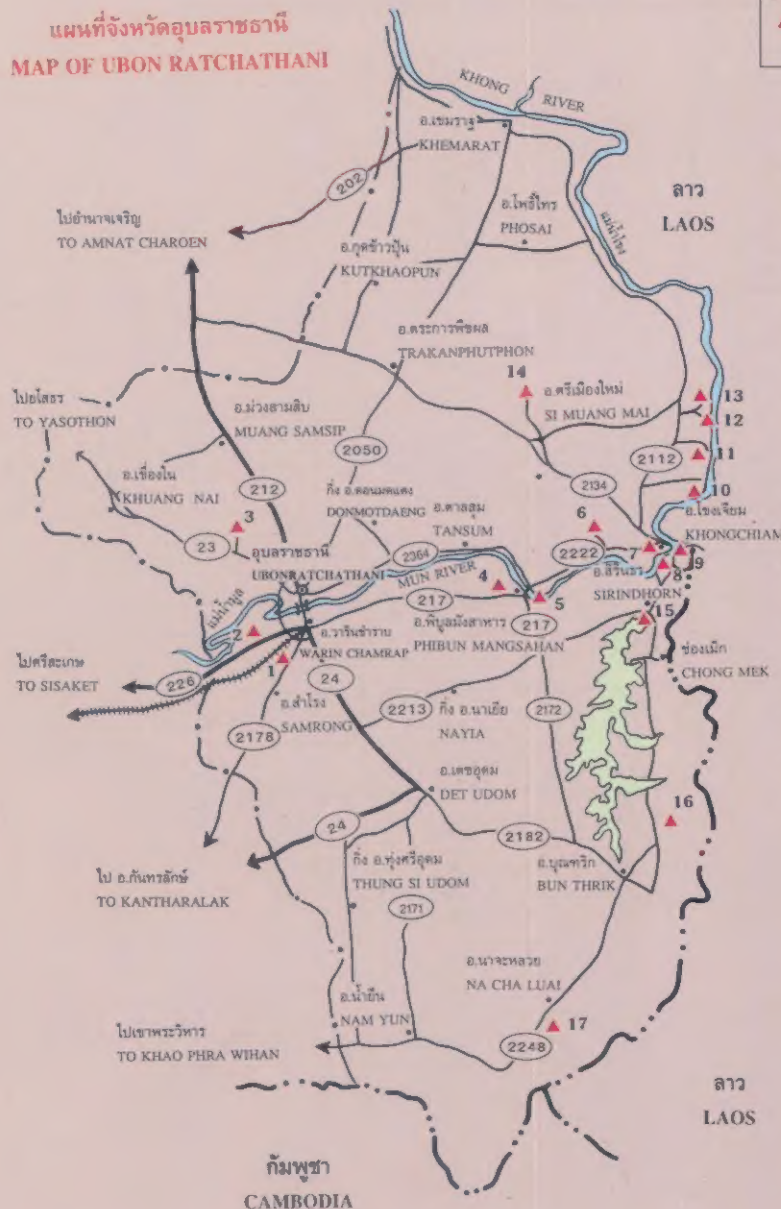 แผนที่จังหวัดอุบลราชธานี
MAP OF UBON RATCHATHANI
KHONG RIVER
อ.เขมราฐ
KHEMARAT
202
ลาว
LAOS
ไปอำนาจเจริญ
TO AMNAT CHAROEN
อ.โพธิ์ไทร
PHOSAI
แม่น้ำโขง
อ.กุดข้าวปุ้น
KUTKHAOPUN
อ.ตระการพืชผล
TRAKANPHUTPHON
14
อ.ศรีเมืองใหม่
SI MUANG MAI
13
12
ไปยโสธร
TO YASOTHON
อ.ม่วงสามสิบ
MUANG SAMSIP
2050
2112
11
อ.เขื่องใน
KHUANG NAI
212
กิ่ง อ.ดอนมดแดง
DONMOTDAENG
อ.ตาลสุม
TANSUM
2134
10
อ.โขงเจียม
KHONGCHIAM
3
23
6
7
อุบลราชธานี
UBONRATCHATHANI
2364
MUN RIVER
2222
8
9
อ.สิรินธร
SIRINDHORN
แม่น้ำมูล
4
5
217
2
อ.วารินชำราบ
WARIN CHAMRAP
อ.พิบูลมังสาหาร
PHIBUN MANGSAHAN
217
15
ช่องเม็ก
CHONG MEK
ไปศรีสะเกษ
TO SISAKET
226
1
24
อ.สำโรง
SAMRONG
2213
กิ่ง อ.นาเยีย
NAYIA
2172
2178
อ.เดชอุดม
DET UDOM
16
24
2182
ไป อ.กันทรลักษ์
TO KANTHARALAK
กิ่ง อ.ทุ่งศรีอุดม
THUNG SI UDOM
อ.บุณฑริก
BUN THRIK
2171
อ.นาจะหลวย
NA CHA LUAI
อ.น้ำยืน
NAM YUN
17
ไปเขาพระวิหาร
TO KHAO PHRA WIHAN
2248
ลาว
LAOS
กัมพูชา
CAMBODIA